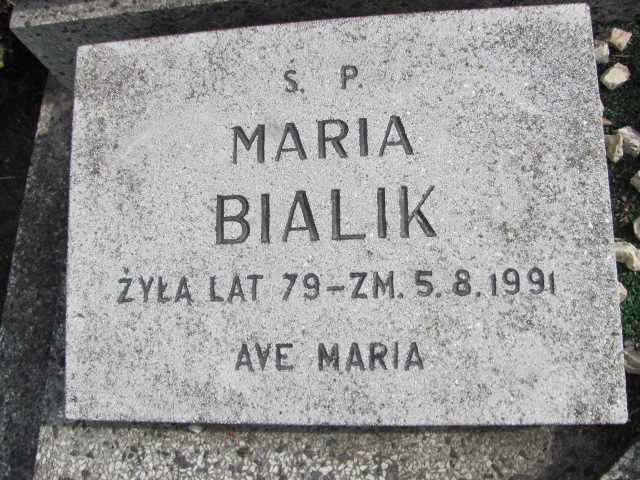 Ś. P.
MARIA
BIALIK
ŻYŁA LAT 79-ZM. 5.8.1991
AVE MARIA